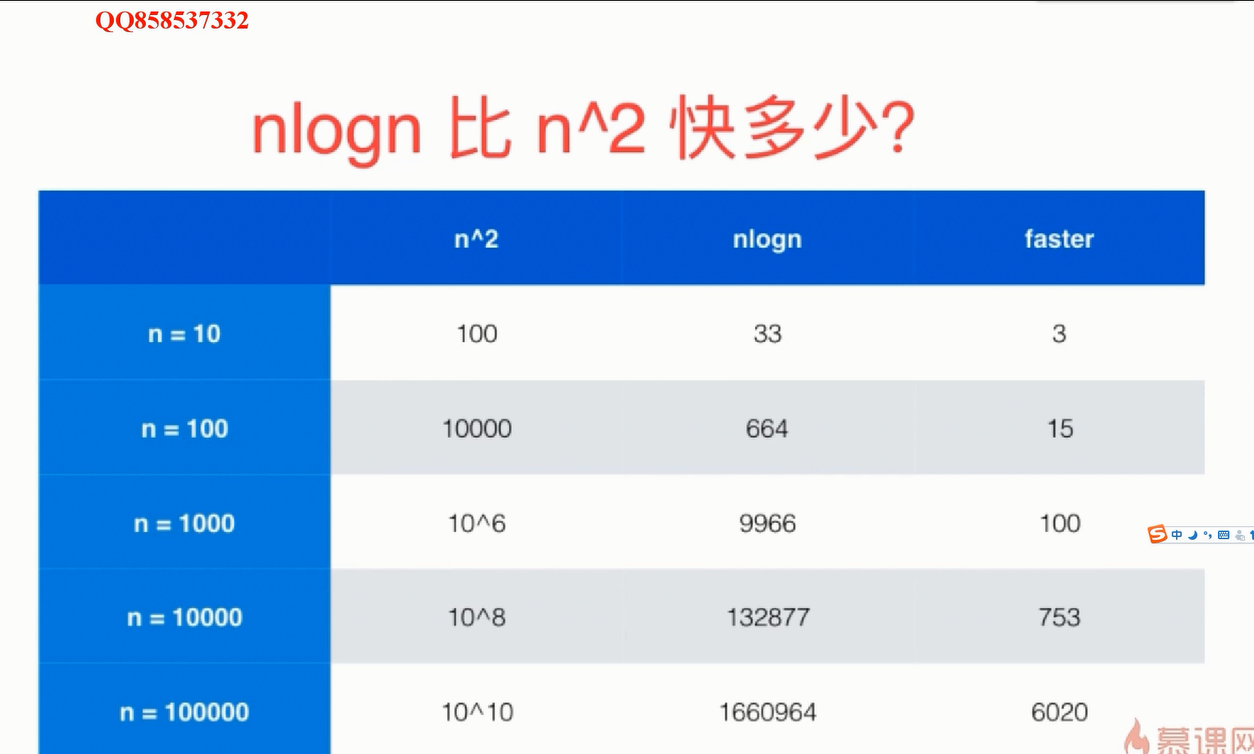 QQ858537332
nlogn 比 n^2 快多少?
n^2 nlogn faster
n = 10 100 33 3
n = 100 10000 664 15
n = 1000 10^6 9966 100
中
n = 10000 10^8 132877 753
n = 100000 10^10 1660964 6020
慕课网